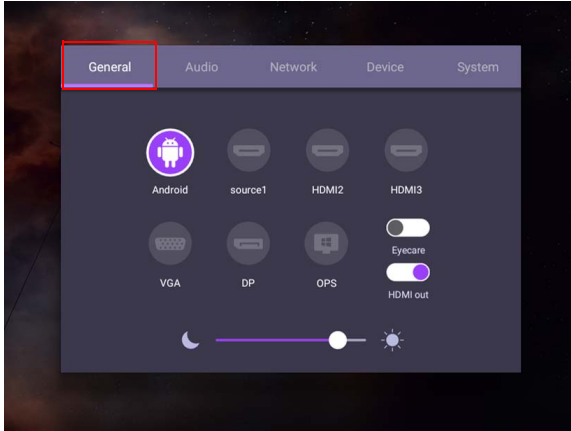 General Audio Network Device System
Android source1 HDMI2 HDMI3
Eyecare
VGA DP OPS HDMI out